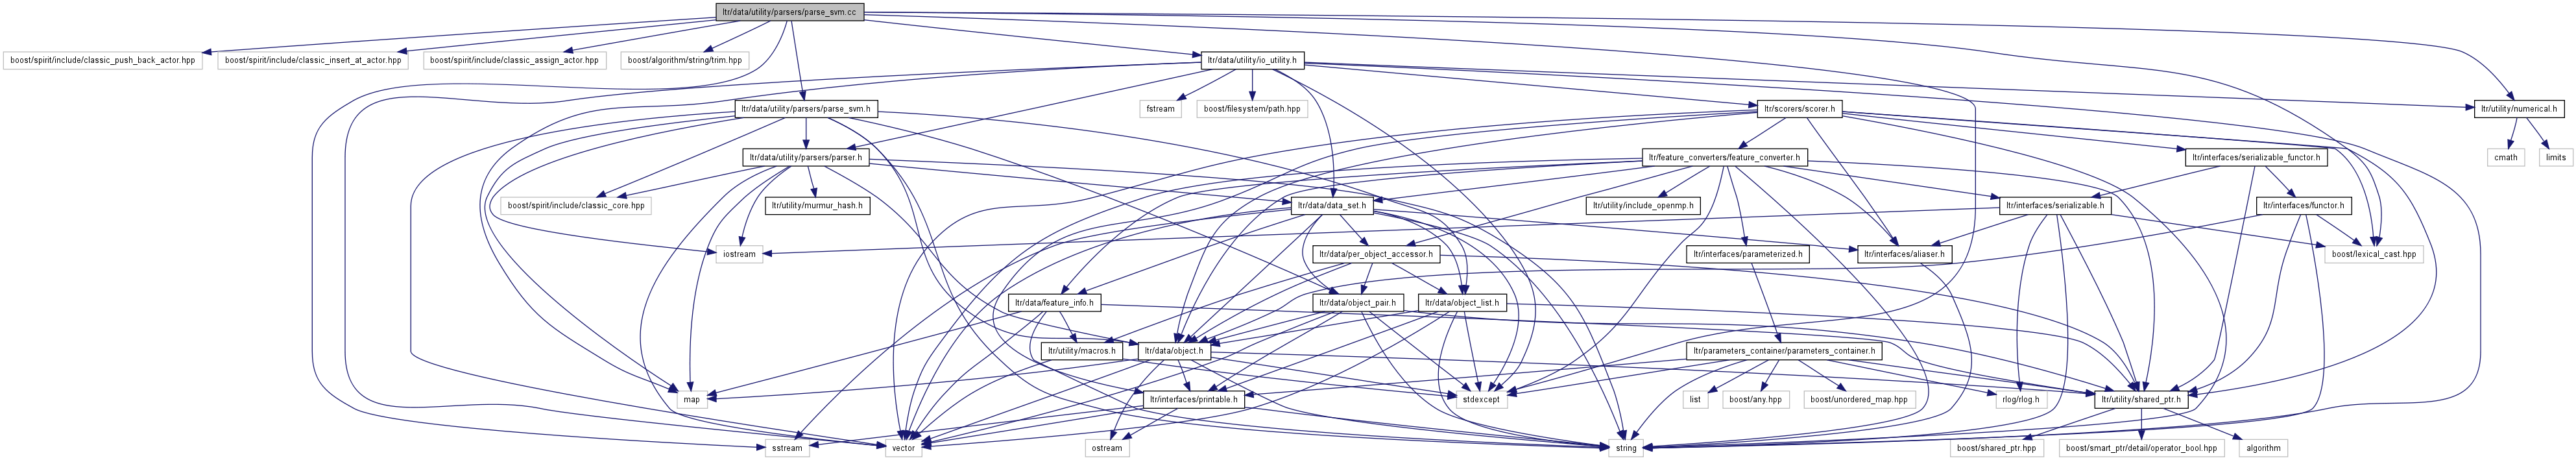 ltr/data/utility/parsers/parse_svm.cc
boost/spirit/include/classic_push_back_actor.hpp
boost/spirit/include/classic_insert_at_actor.hpp
boost/spirit/include/classic_assign_actor.hpp
boost/algorithm/string/trim.hpp
ltr/data/utility/io_utility.h
ltr/data/utility/parsers/parse_svm.h
fstream
boost/filesystem/path.hpp
ltr/scorers/scorer.h
ltr/utility/numerical.h
ltr/data/utility/parsers/parser.h
ltr/feature_converters/feature_converter.h
ltr/interfaces/serializable_functor.h
cmath
limits
boost/spirit/include/classic_core.hpp
ltr/utility/murmur_hash.h
ltr/data/data_set.h
ltr/utility/include_openmp.h
ltr/interfaces/serializable.h
ltr/interfaces/functor.h
iostream
ltr/data/per_object_accessor.h
ltr/interfaces/parameterized.h
ltr/interfaces/aliaser.h
boost/lexical_cast.hpp
ltr/data/feature_info.h
ltr/data/object_pair.h
ltr/data/object_list.h
ltr/utility/macros.h
ltr/data/object.h
ltr/parameters_container/parameters_container.h
map
ltr/interfaces/printable.h
stdexcept
list
boost/any.hpp
boost/unordered_map.hpp
rlog/rlog.h
ltr/utility/shared_ptr.h
sstream
vector
ostream
string
boost/shared_ptr.hpp
boost/smart_ptr/detail/operator_bool.hpp
algorithm